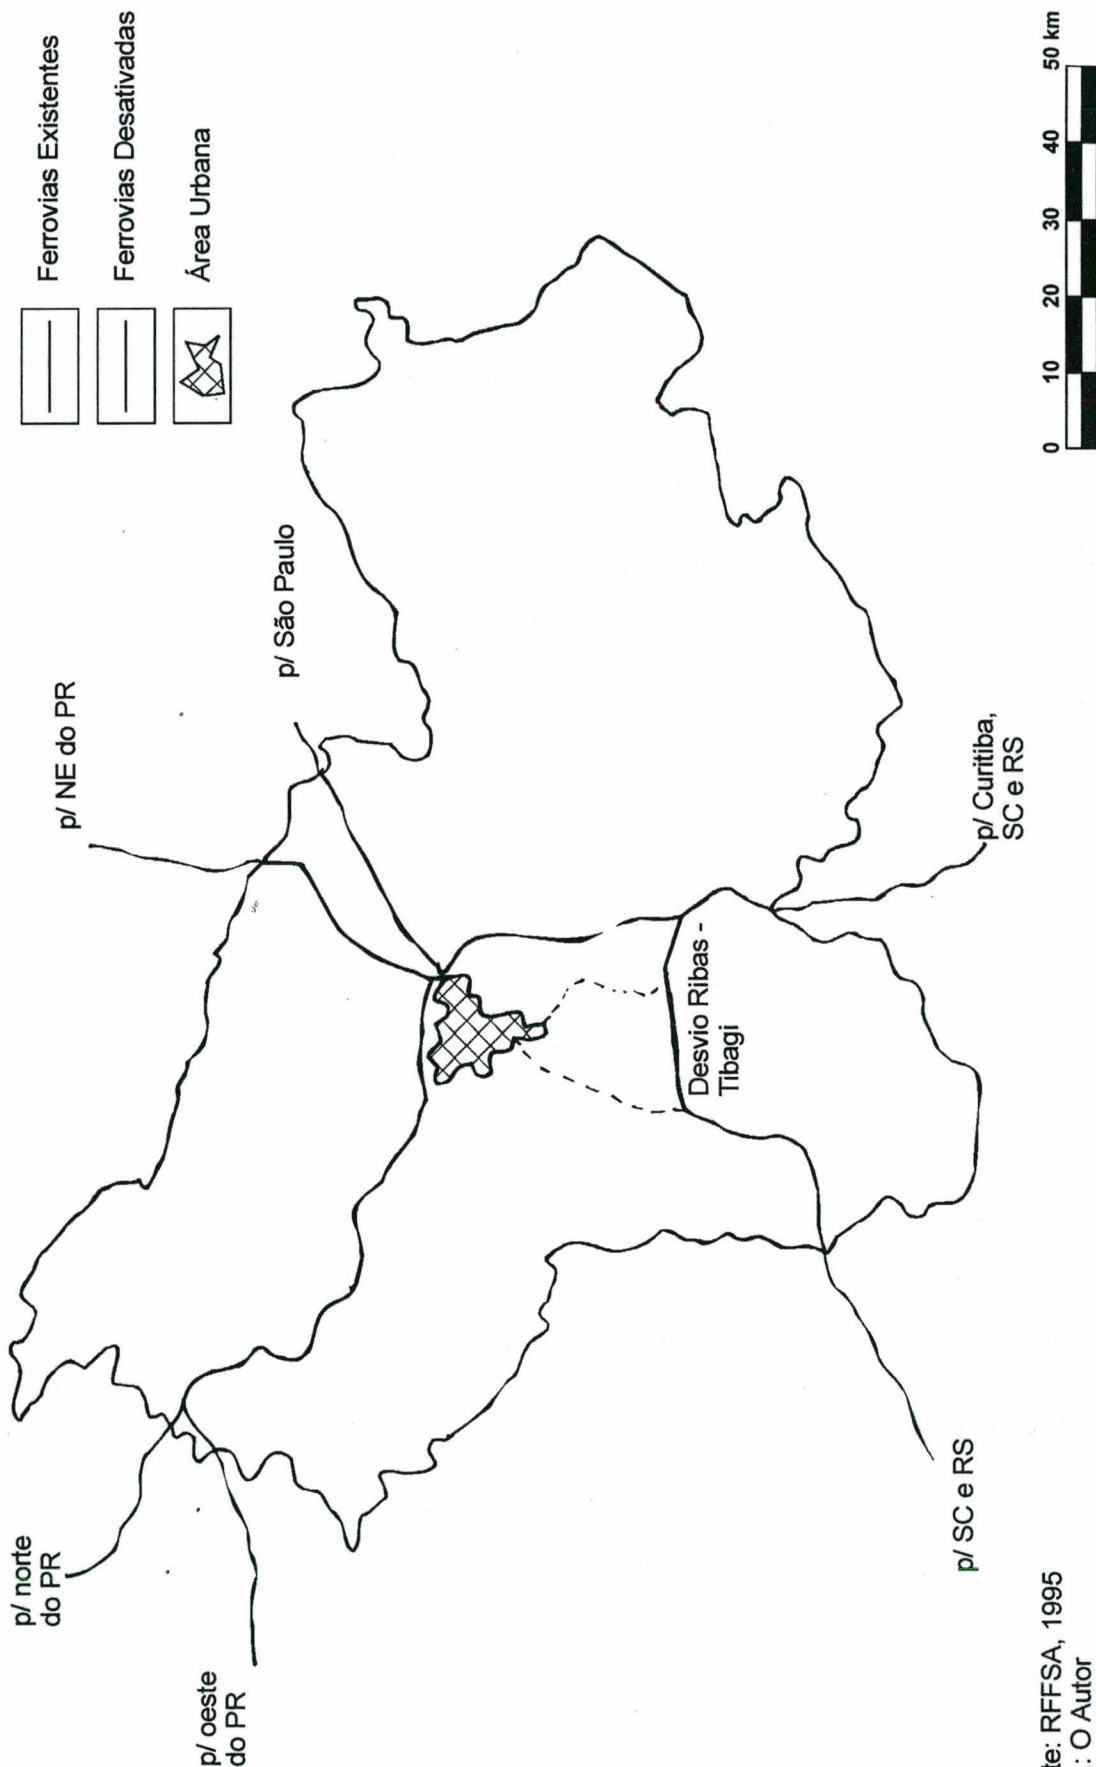 Ferrovias Existentes
Ferrovias Desativadas
Área Urbana
p/ norte
do PR
p/ oeste
do PR
p/ NE do PR
p/ São Paulo
Desvio Ribas -
Tibagi
p/ Curitiba,
SC e RS
p/ SC e RS
0 10 20 30 40 50 km
te: RFFSA, 1995
.: O Autor